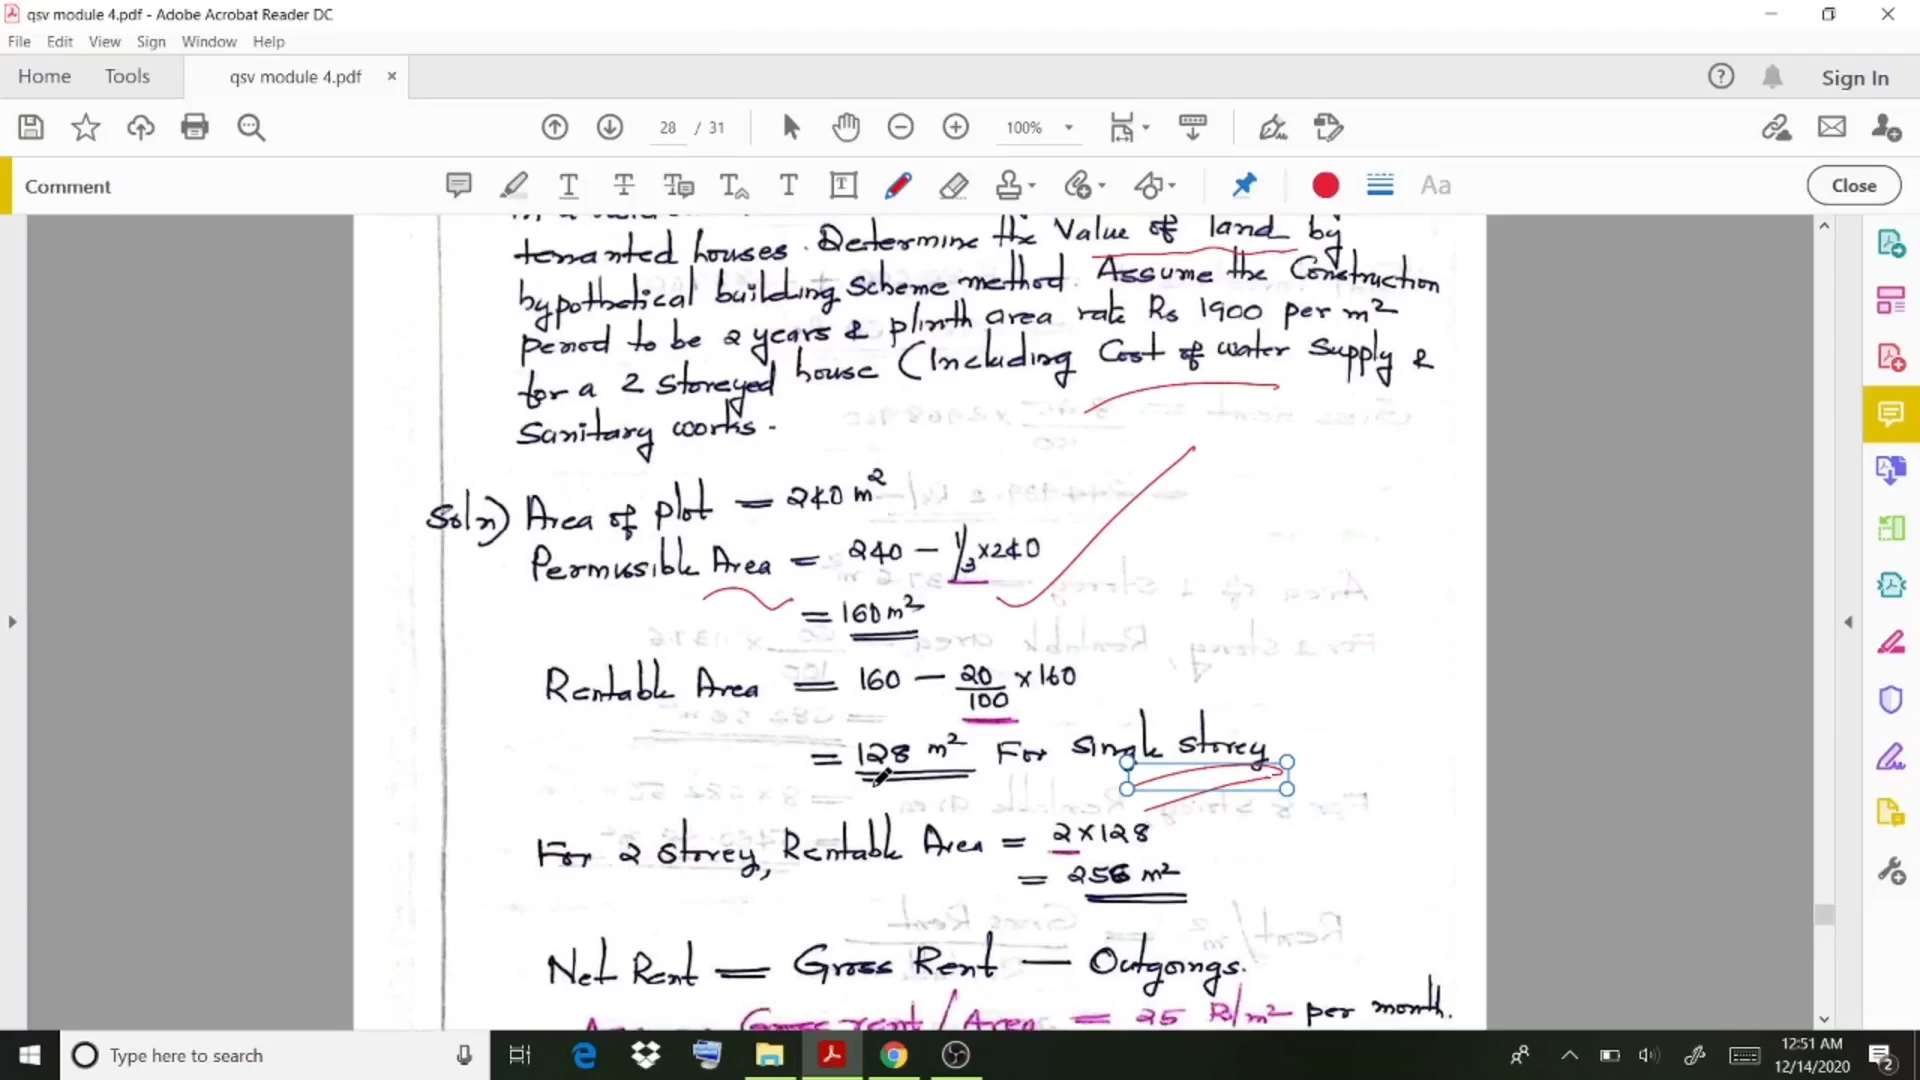 qsv module 4.pdf - Adobe Acrobat Reader DC
File Edit View Sign Window Help
Home Tools qsv module 4.pdf × Sign In
28 / 31 100%
Comment Close
tenanted houses. Determine the Value of land by
hypothetical building Scheme method. Assume the Construction
period to be 2 years & plinth area rate Rs 1900 per m²
for a 2 storeyed house (Including Cost of water Supply &
Sanitary works.
Soln) Area of plot = 240 m²
Permissible Area = 240 - 1/3 × 240
= 160 m²
Rentable Area = 160 - 20/100 × 160
= 128 m² For single storey
For 2 storey, Rentable Area = 2 × 128
= 256 m²
Net Rent = Gross Rent - Outgoings.
Gross rent/Area = 25 Rs/m² per month.
Type here to search
12:51 AM
12/14/2020
2